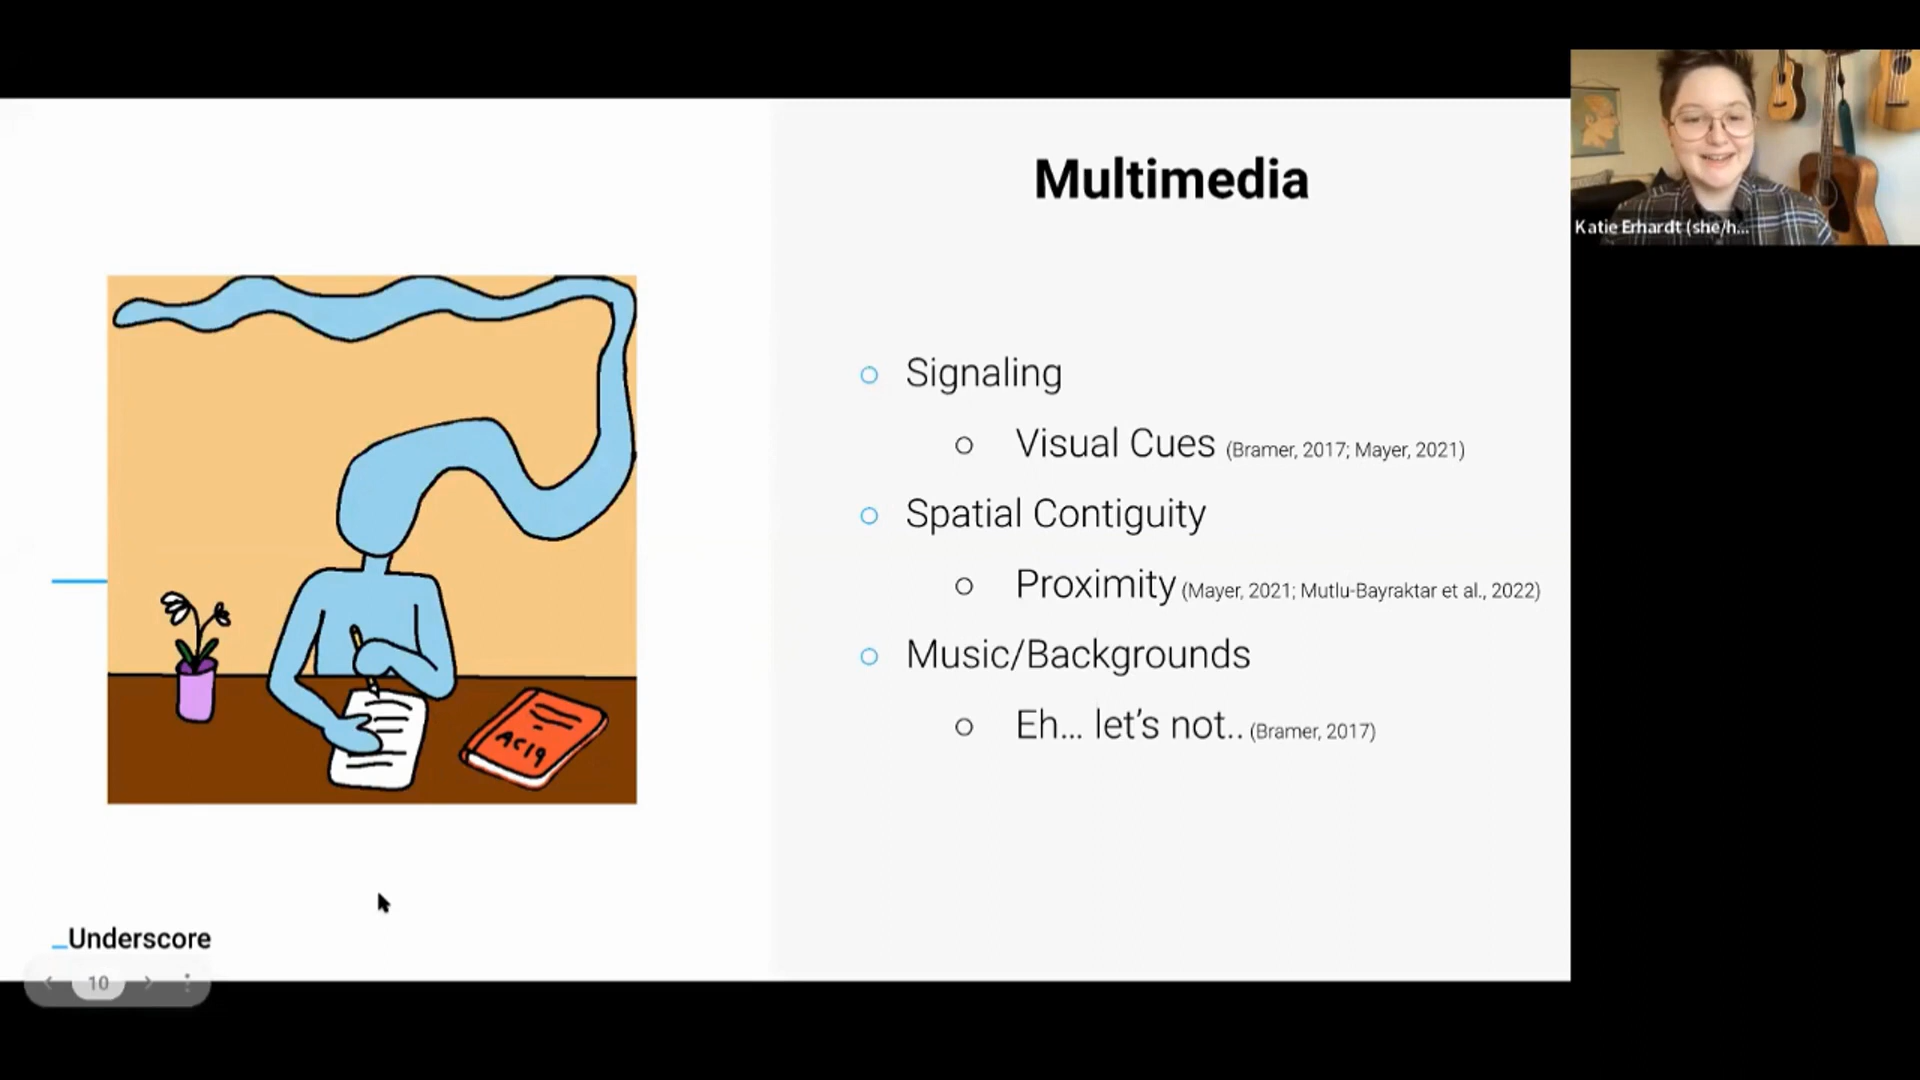 Multimedia
Katie Erhardt (she/h...
Signaling
Visual Cues (Bramer, 2017; Mayer, 2021)
Spatial Contiguity
Proximity (Mayer, 2021; Mutlu-Bayraktar et al., 2022)
Music/Backgrounds
Eh... let's not.. (Bramer, 2017)
AC19
_Underscore
10